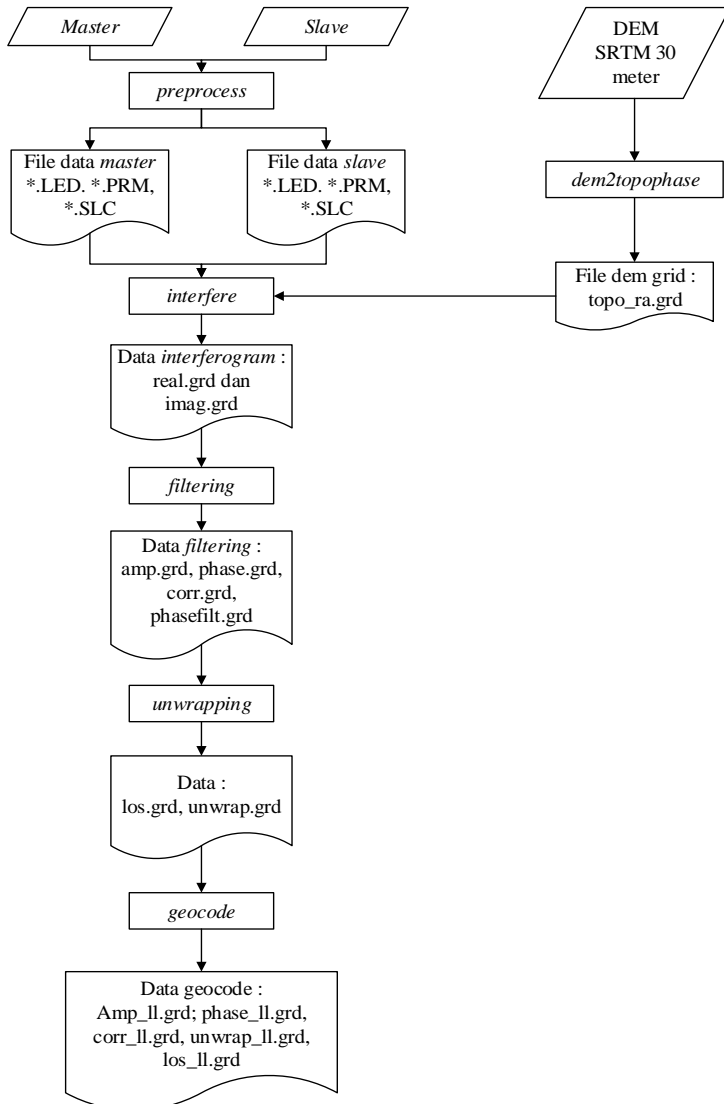 Master
Slave
DEM
SRTM 30
meter
preprocess
File data master
*.LED. *.PRM,
*.SLC
File data slave
*.LED. *.PRM,
*.SLC
dem2topophase
interfere
File dem grid :
topo_ra.grd
Data interferogram :
real.grd dan
imag.grd
filtering
Data filtering :
amp.grd, phase.grd,
corr.grd,
phasefilt.grd
unwrapping
Data :
los.grd, unwrap.grd
geocode
Data geocode :
Amp_ll.grd; phase_ll.grd,
corr_ll.grd, unwrap_ll.grd,
los_ll.grd